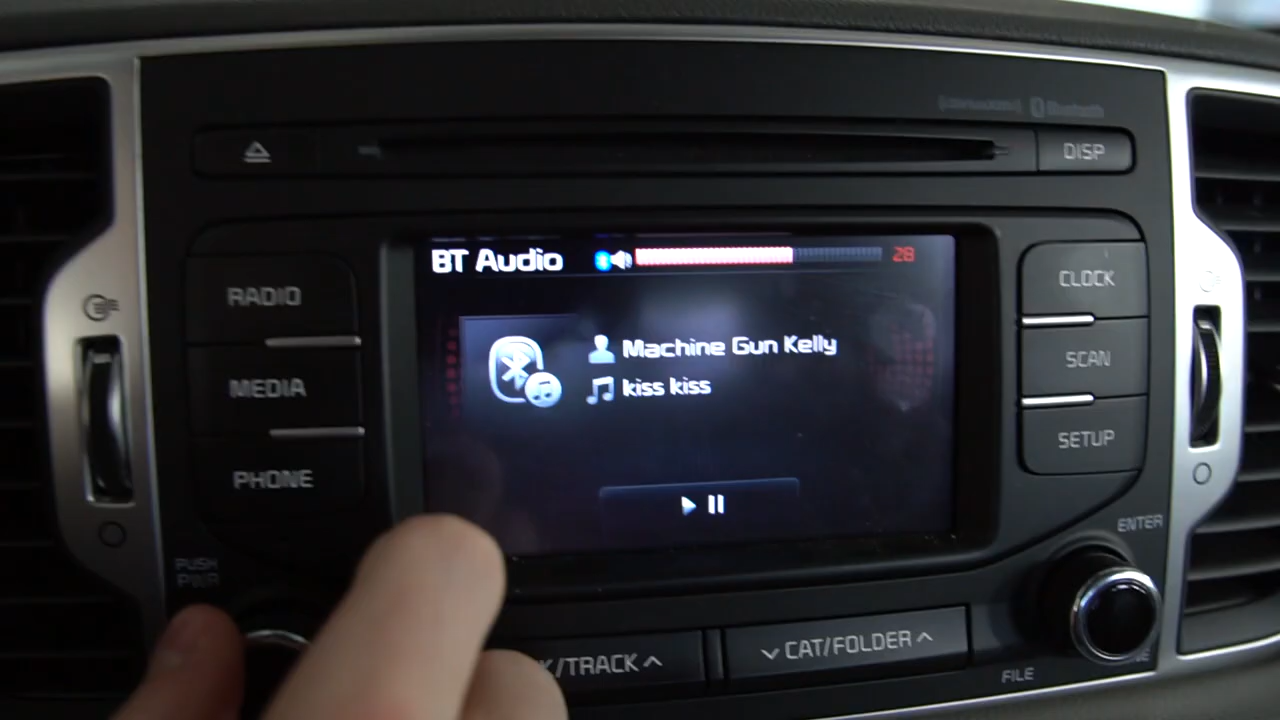 Bluetooth
DISP
BT Audio
28
RADIO
CLOCK
Machine Gun Kelly
SCAN
MEDIA
kiss kiss
SETUP
PHONE
ENTER
PUSH
PWR
K/TRACK
CAT/FOLDER
FILE